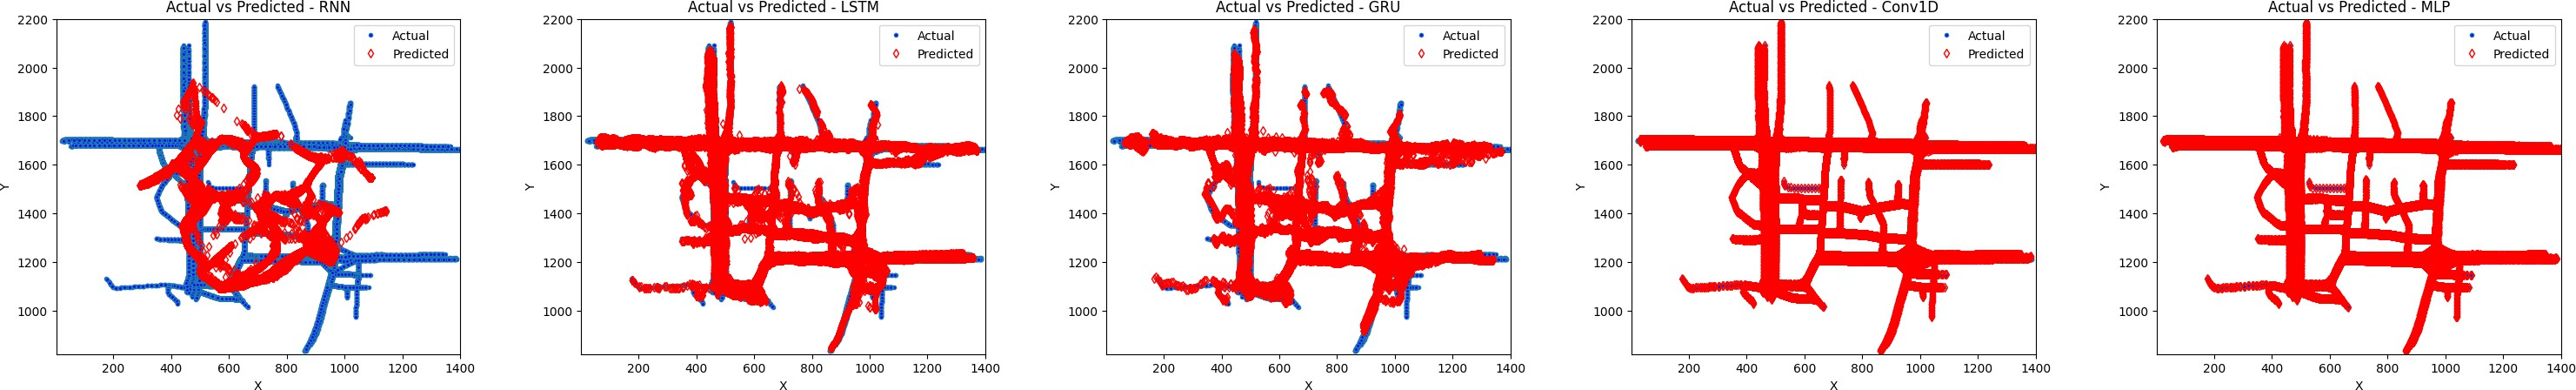 Actual vs Predicted - RNN
Actual
Predicted
Y
2200
2000
1800
1600
1400
1200
1000
200 400 600 800 1000 1200 1400
X
Actual vs Predicted - LSTM
Actual
Predicted
Y
2200
2000
1800
1600
1400
1200
1000
200 400 600 800 1000 1200 1400
X
Actual vs Predicted - GRU
Actual
Predicted
Y
2200
2000
1800
1600
1400
1200
1000
200 400 600 800 1000 1200 1400
X
Actual vs Predicted - Conv1D
Actual
Predicted
Y
2200
2000
1800
1600
1400
1200
1000
200 400 600 800 1000 1200 1400
X
Actual vs Predicted - MLP
Actual
Predicted
Y
2200
2000
1800
1600
1400
1200
1000
200 400 600 800 1000 1200 1400
X